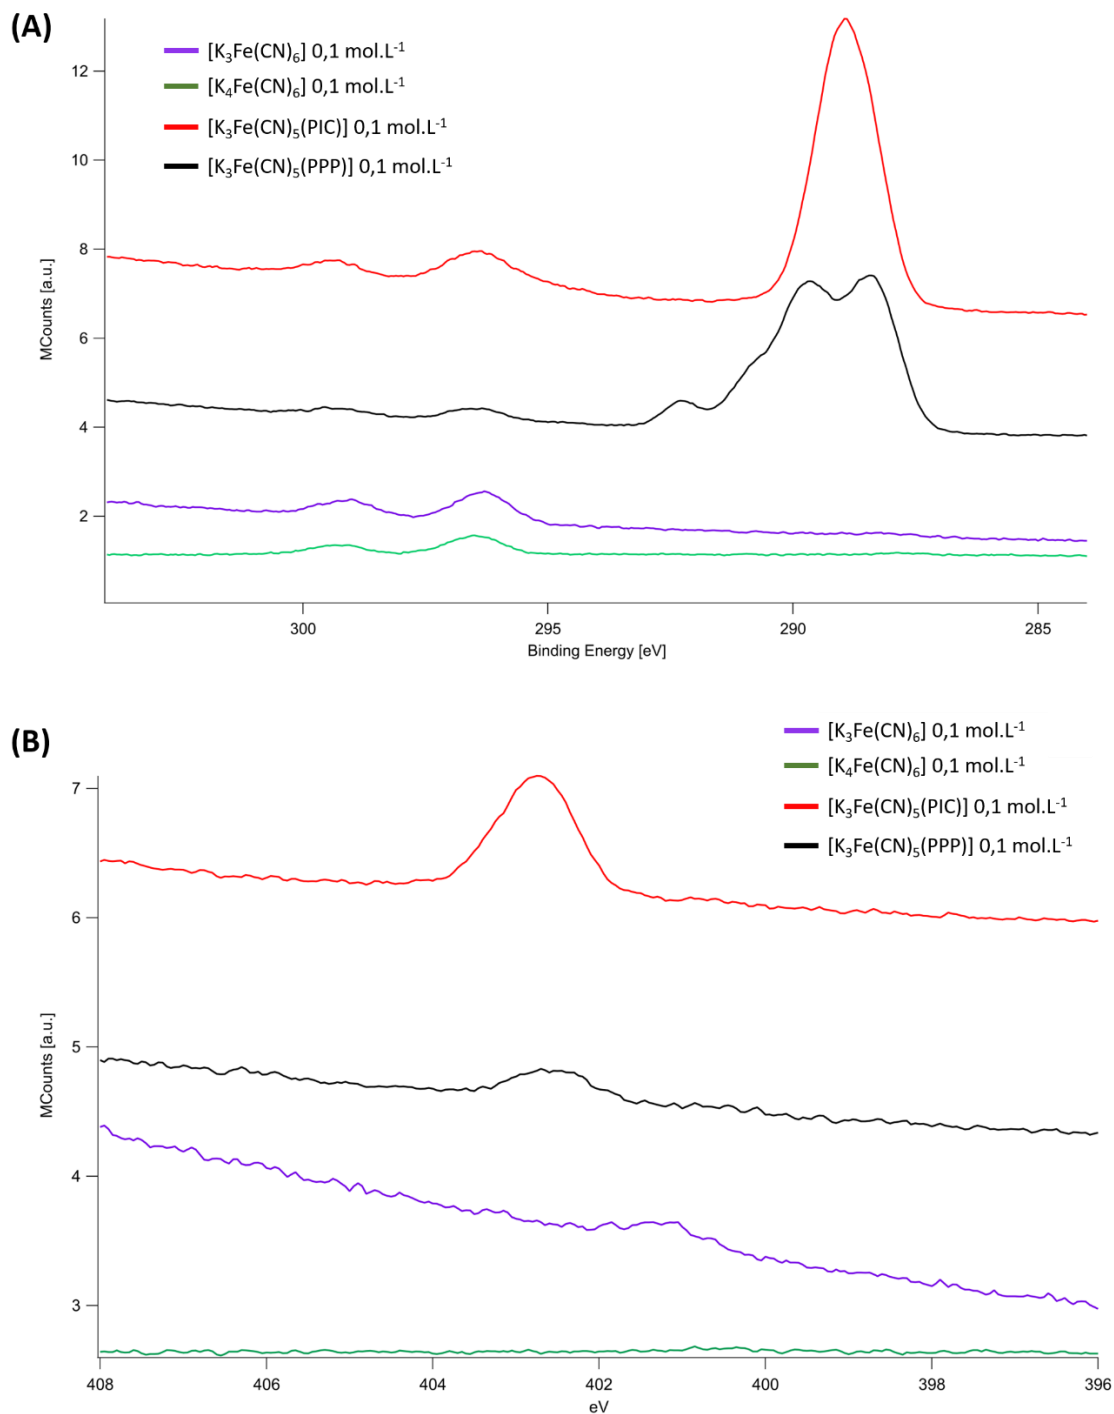 (A)
[K₃Fe(CN)₆] 0,1 mol.L⁻¹
[K₄Fe(CN)₆] 0,1 mol.L⁻¹
[K₃Fe(CN)₅(PIC)] 0,1 mol.L⁻¹
[K₃Fe(CN)₅(PPP)] 0,1 mol.L⁻¹
12
10
8
6
4
2
MCounts [a.u.]
300 295 290 285
Binding Energy [eV]
(B)
[K₃Fe(CN)₆] 0,1 mol.L⁻¹
[K₄Fe(CN)₆] 0,1 mol.L⁻¹
[K₃Fe(CN)₅(PIC)] 0,1 mol.L⁻¹
[K₃Fe(CN)₅(PPP)] 0,1 mol.L⁻¹
7
6
5
4
3
MCounts [a.u.]
408 406 404 402 400 398 396
eV